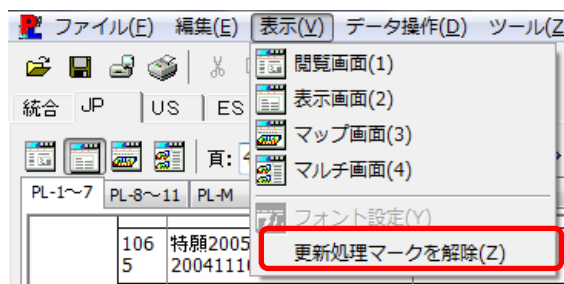 ファイル(F) 編集(E) 表示(V) データ操作(D) ツール(Z
閲覧画面(1)
表示画面(2)
マップ画面(3)
マルチ画面(4)
フォント設定(Y)
更新処理マークを解除(Z)
統合 JP US ES
頁: 4
PL-1～7 PL-8～11 PL-M
1065 特願2005
2004111